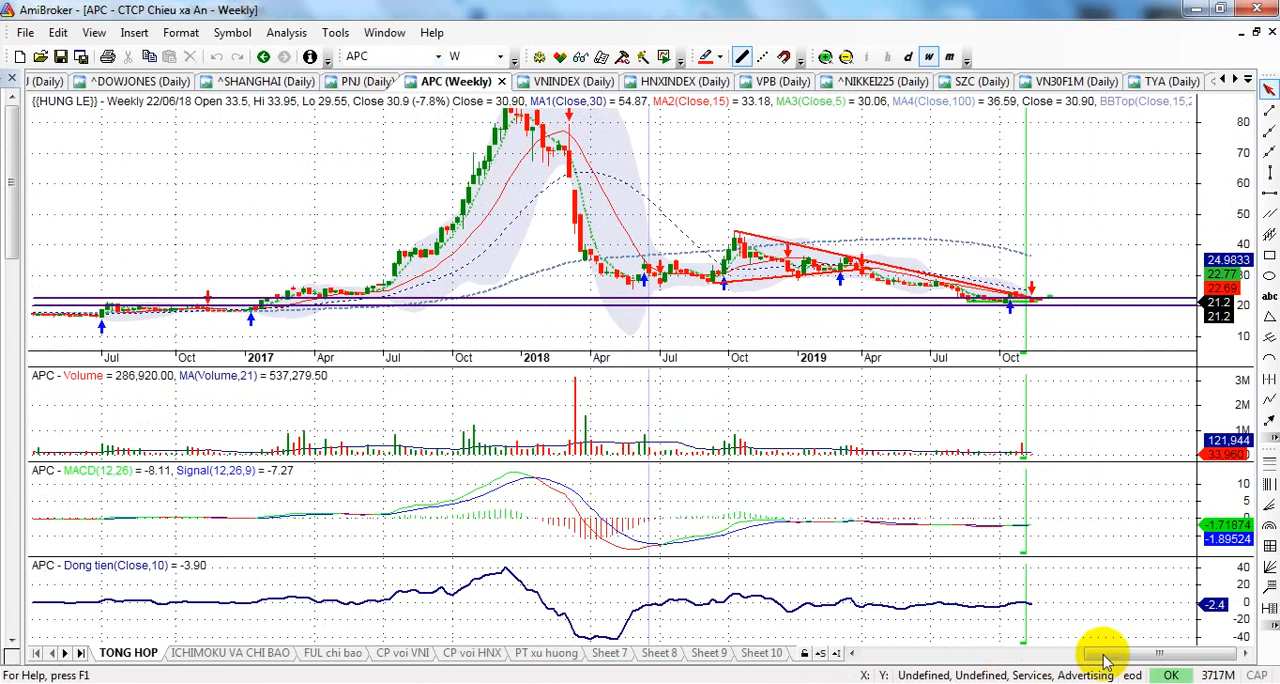 AmiBroker - [APC - CTCP Chieu xa An - Weekly]
File Edit View Insert Format Symbol Analysis Tools Window Help
APC W i h d w m
J (Daily) ^DOWJONES (Daily) ^SHANGHAI (Daily) PNJ (Daily) APC (Weekly) VNINDEX (Daily) HNXINDEX (Daily) VPB (Daily) ^NIKKEI225 (Daily) SZC (Daily) VN30F1M (Daily) TYA (Daily)
{{HUNG LE}} - Weekly 22/06/18 Open 33.5, Hi 33.95, Lo 29.55, Close 30.9 (-7.8%) Close = 30.90, MA1(Close,30) = 54.87, MA2(Close,15) = 33.18, MA3(Close,5) = 30.06, MA4(Close,100) = 36.59, Close = 30.90, BBTop(Close,15,2
80
70
60
50
40
30
20
10
24.9833
22.77
22.69
21.2
21.2
Jul Oct 2017 Apr Jul Oct 2018 Apr Jul Oct 2019 Apr Jul Oct
APC - Volume = 286,920.00, MA(Volume,21) = 537,279.50
3M
2M
1M
121,944
33,960
APC - MACD(12,26) = -8.11, Signal(12,26,9) = -7.27
10
5
0
-1.71874
-1.89524
APC - Dong tien(Close,10) = -3.90
40
20
0
-2.4
-20
-40
TONG HOP ICHIMOKU VA CHI BAO FUL chi bao CP voi VNI CP voi HNX PT xu huong Sheet 7 Sheet 8 Sheet 9 Sheet 10
For Help, press F1 X: Y: Undefined, Undefined, Services, Advertising eod OK 3717M CAP
abc